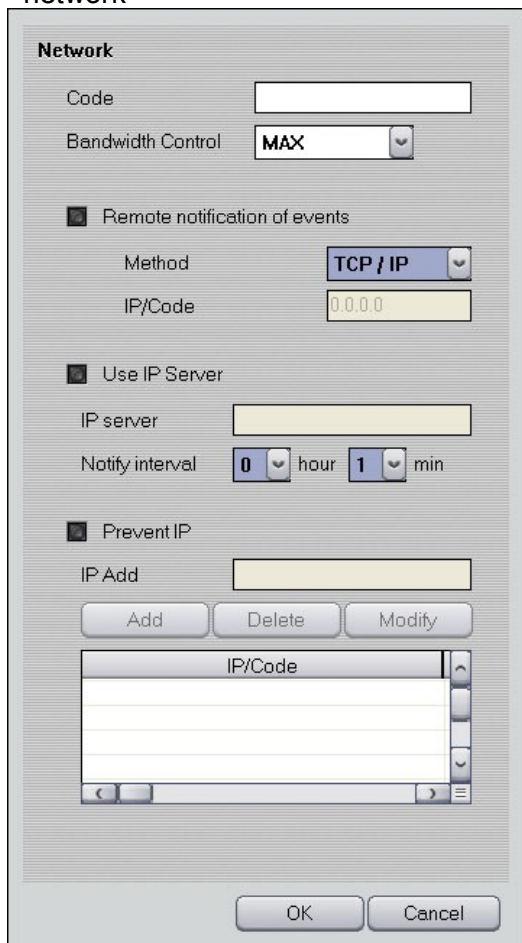 network
Network
Code
Bandwidth Control MAX
Remote notification of events
Method TCP / IP
IP/Code 0.0.0.0
Use IP Server
IP server
Notify interval 0 hour 1 min
Prevent IP
IP Add
Add Delete Modify
IP/Code
OK Cancel